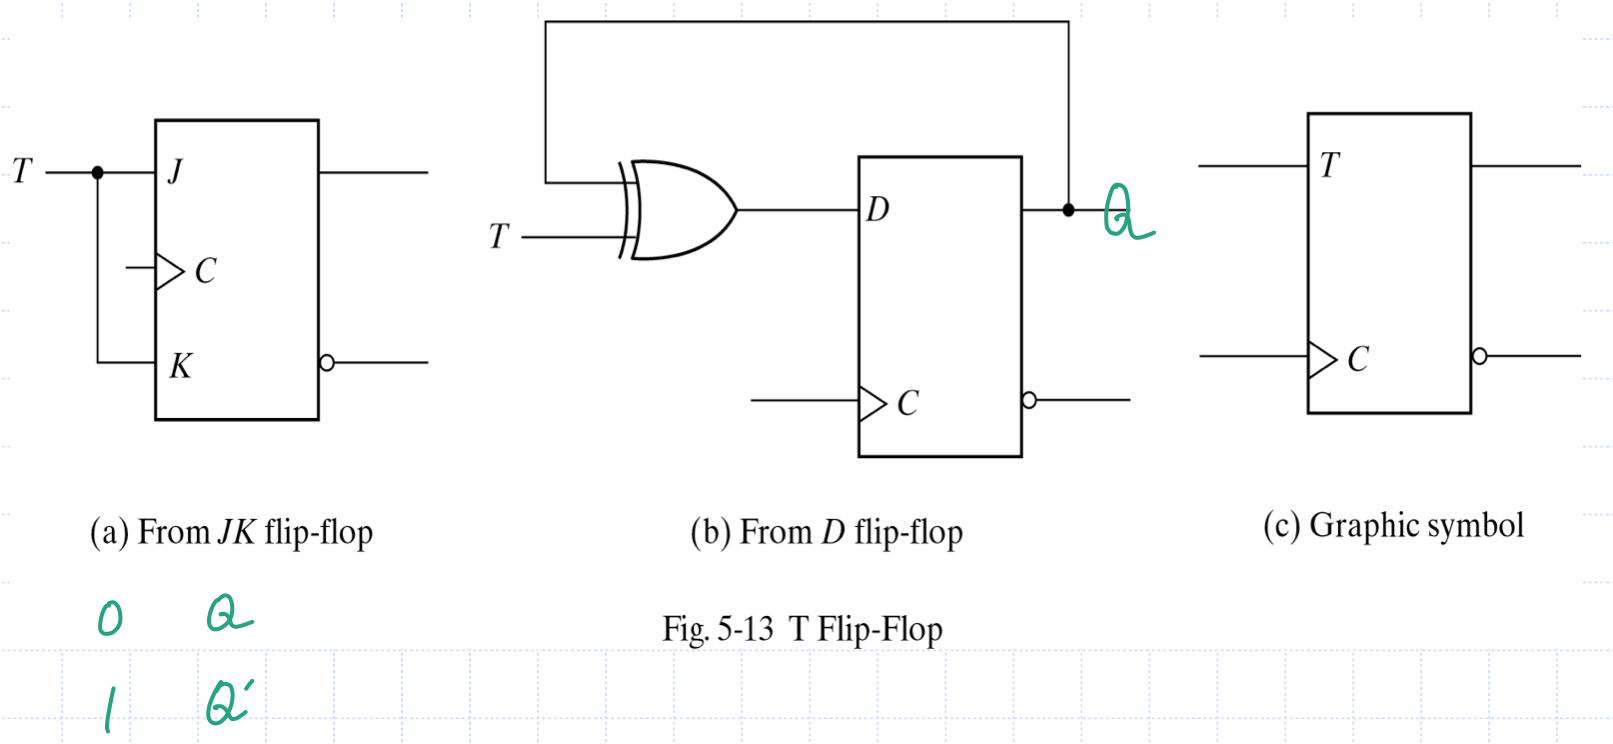 T
J
C
K
T
D
Q
C
T
C
(a) From JK flip-flop
(b) From D flip-flop
(c) Graphic symbol
0 Q
1 Q'
Fig. 5-13 T Flip-Flop